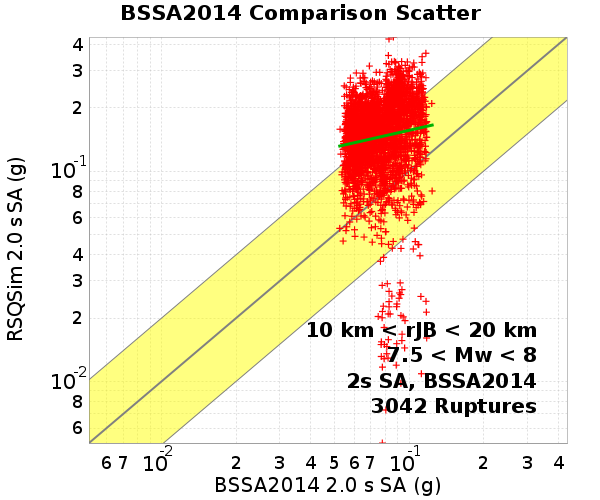 BSSA2014 Comparison Scatter
4
3
2
10-1
8
6
4
3
2
10-2
8
6
RSQSim 2.0 s SA (g)
10 km < rJB < 20 km
7.5 < Mw < 8
2s SA, BSSA2014
3042 Ruptures
6 7 10-2 2 3 4 5 6 7 10-1 2 3 4
BSSA2014 2.0 s SA (g)